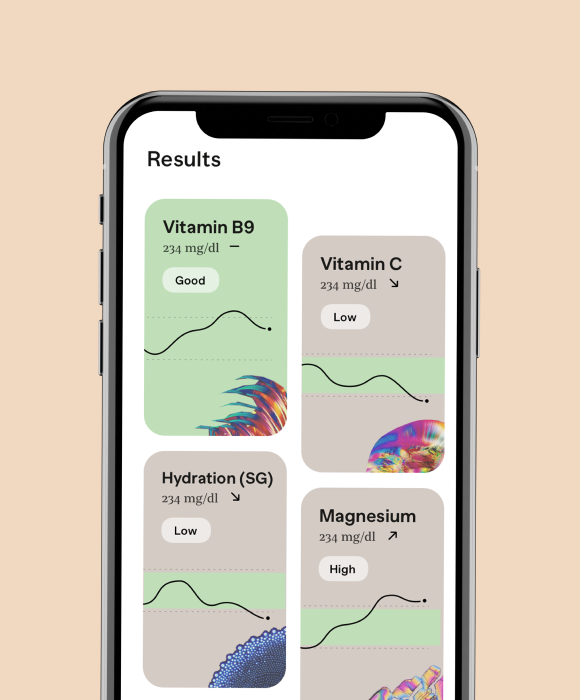 Results
Vitamin B9
234 mg/dl
Good
Vitamin C
234 mg/dl
Low
Hydration (SG)
234 mg/dl
Low
Magnesium
234 mg/dl
High